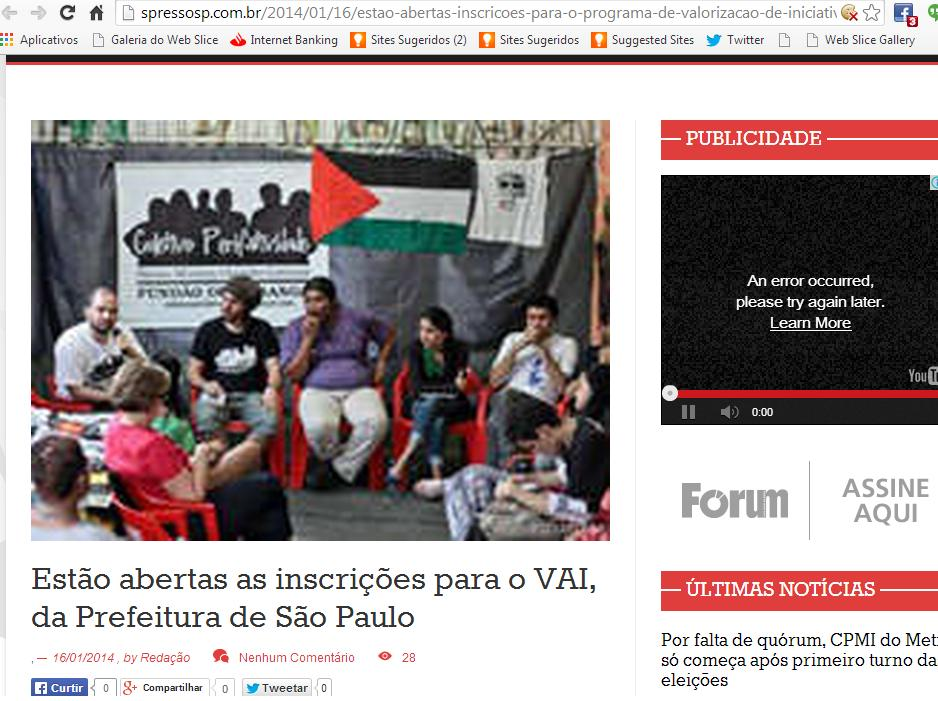 spressosp.com.br/2014/01/16/estao-abertas-inscricoes-para-o-programa-de-valorizacao-de-iniciativ
3
Aplicativos Galeria do Web Slice Internet Banking Sites Sugeridos (2) Sites Sugeridos Suggested Sites Twitter Web Slice Gallery
Coletivo
PUBLICIDADE
An error occurred,
please try again later.
Learn More
You
0:00
Forum
ASSINE
AQUI
Estão abertas as inscrições para o VAI,
da Prefeitura de São Paulo
, — 16/01/2014 , by Redação Nenhum Comentário 28
Curtir 0 Compartilhar 0 Tweetar 0
ÚLTIMAS NOTÍCIAS
Por falta de quórum, CPMI do Met
só começa após primeiro turno da
eleições